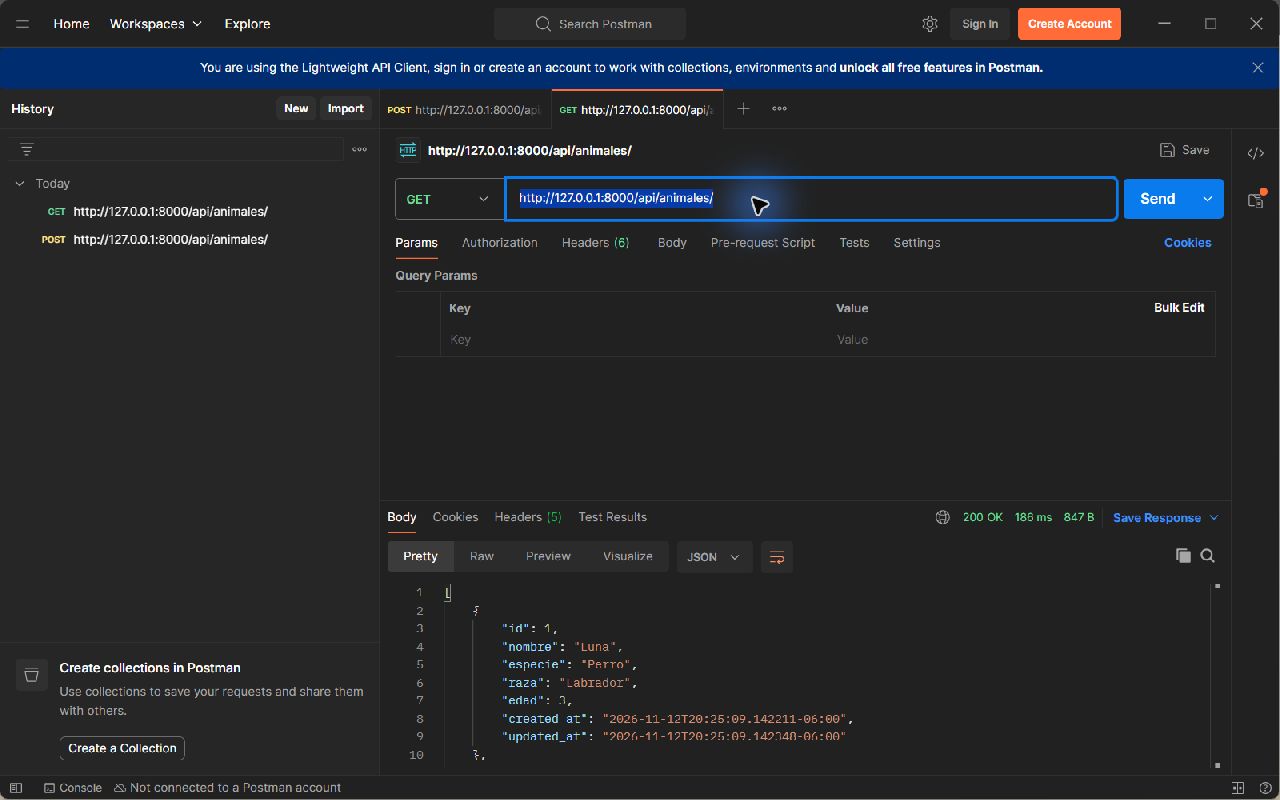 Home Workspaces Explore Search Postman Sign In Create Account
You are using the Lightweight API Client, sign in or create an account to work with collections, environments and unlock all free features in Postman.
History New Import
POST http://127.0.0.1:8000/api GET http://127.0.0.1:8000/api/
HTTP http://127.0.0.1:8000/api/animales/ Save
Today
GET http://127.0.0.1:8000/api/animales/
POST http://127.0.0.1:8000/api/animales/
GET http://127.0.0.1:8000/api/animales/ Send
Params Authorization Headers (6) Body Pre-request Script Tests Settings Cookies
Query Params
Key Value Bulk Edit
Key Value
Body Cookies Headers (5) Test Results 200 OK 186 ms 847 B Save Response
Pretty Raw Preview Visualize JSON
1 [
2 {
3 "id": 1,
4 "nombre": "Luna",
5 "especie": "Perro",
6 "raza": "Labrador",
7 "edad": 3,
8 "created_at": "2026-11-12T20:25:09.142211-06:00",
9 "updated_at": "2026-11-12T20:25:09.142348-06:00"
10 },
Create collections in Postman
Use collections to save your requests and share them
with others.
Create a Collection
Console Not connected to a Postman account